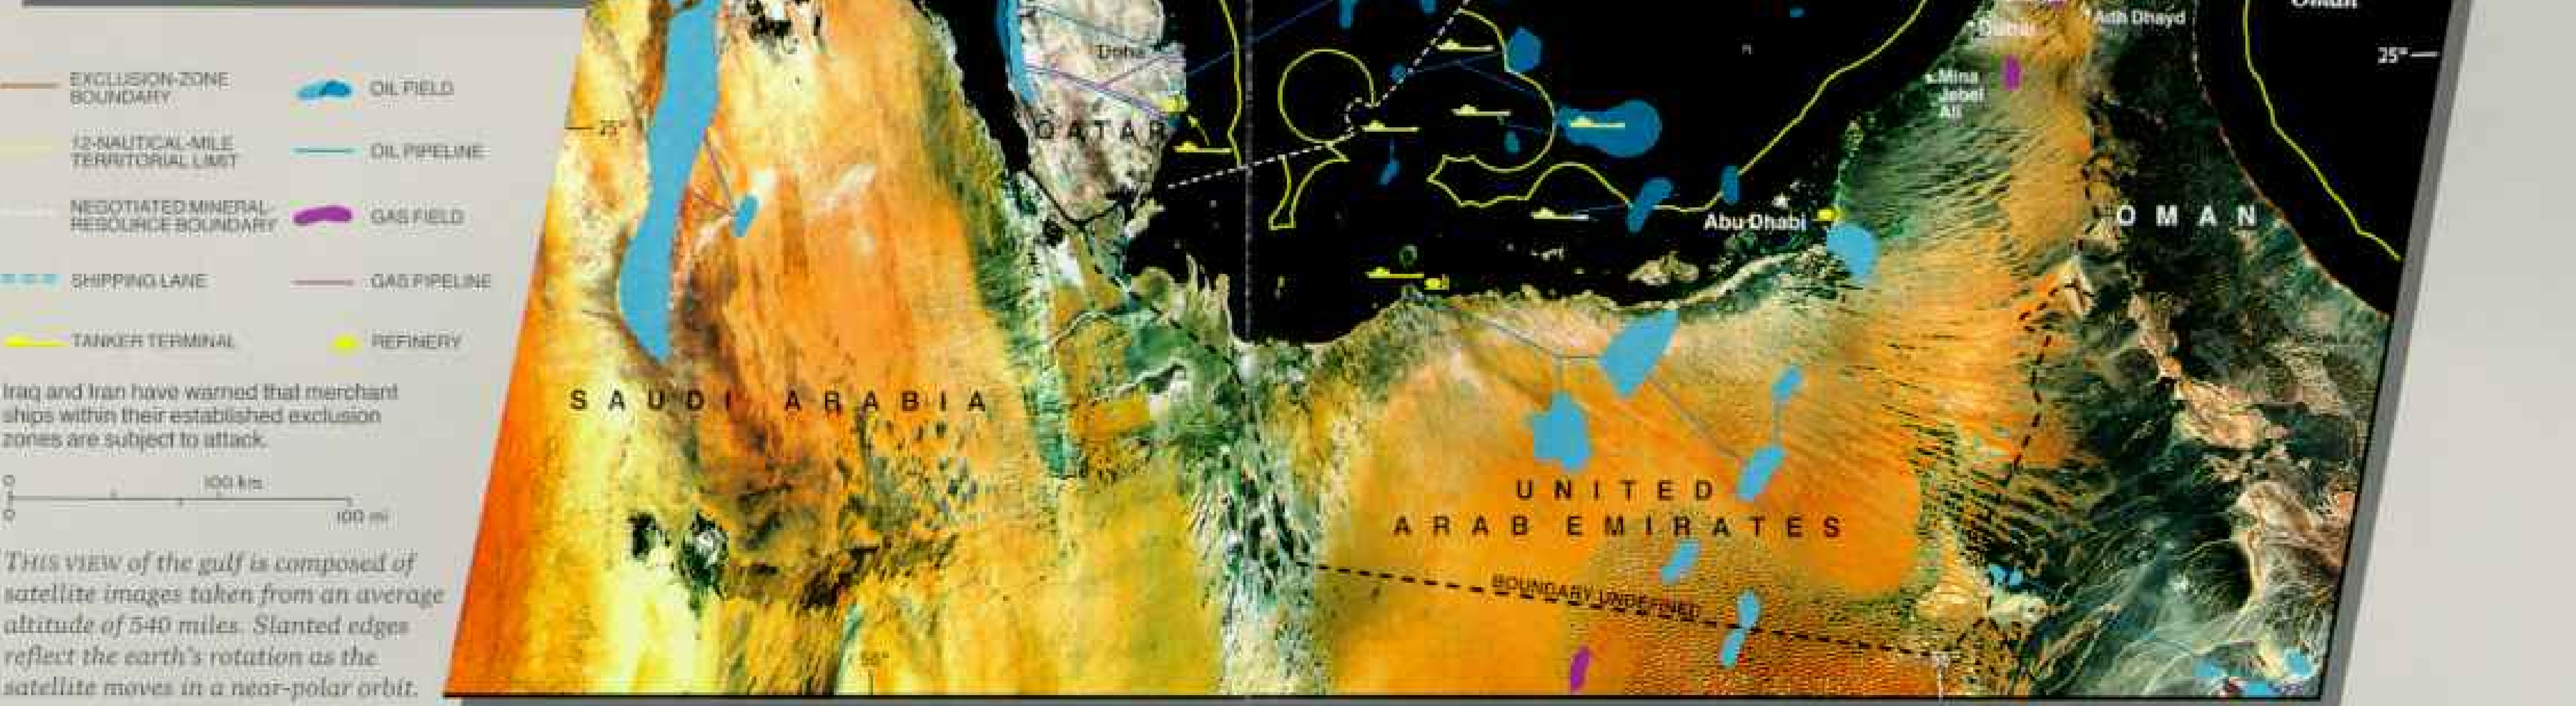 EXCLUSION-ZONE
BOUNDARY
OIL FIELD
12-NAUTICAL-MILE
TERRITORIAL LIMIT
OIL PIPELINE
NEGOTIATED MINERAL-
RESOURCE BOUNDARY
GAS FIELD
SHIPPING LANE
GAS PIPELINE
TANKER TERMINAL
REFINERY
Iraq and Iran have warned that merchant
ships within their established exclusion
zones are subject to attack.
0 100 km
0 100 mi
THIS VIEW of the gulf is composed of
satellite images taken from an average
altitude of 540 miles. Slanted edges
reflect the earth's rotation as the
satellite moves in a near-polar orbit.
Oman
Adh Dhayd
Dubai
25°
Doha
Mina
Jebel
Ali
25°
QATAR
OMAN
Abu Dhabi
SAUDI ARABIA
UNITED
ARAB EMIRATES
BOUNDARY UNDEFINED